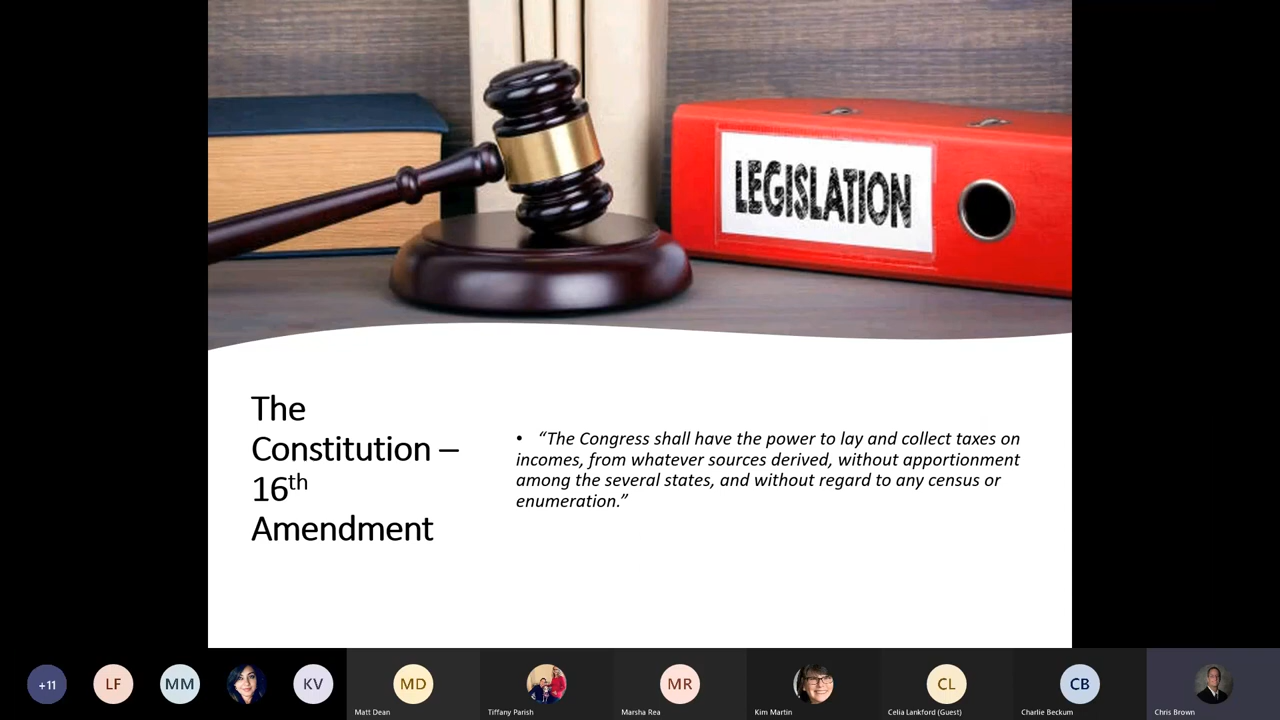 LEGISLATION
The
Constitution –
16th
Amendment
• “The Congress shall have the power to lay and collect taxes on
incomes, from whatever sources derived, without apportionment
among the several states, and without regard to any census or
enumeration.”
+11
LF
MM
KV
MD
MR
CL
CB
Matt Dean
Tiffany Parish
Marsha Rea
Kim Martin
Celia Lankford (Guest)
Charlie Beckum
Chris Brown